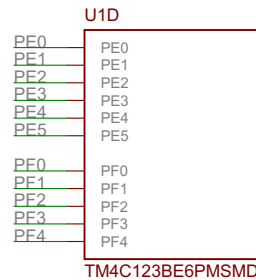 U1D
PE0 PE0
PE1 PE1
PE2 PE2
PE3 PE3
PE4 PE4
PE5 PE5
PF0 PF0
PF1 PF1
PF2 PF2
PF3 PF3
PF4 PF4
TM4C123BE6PMSMD